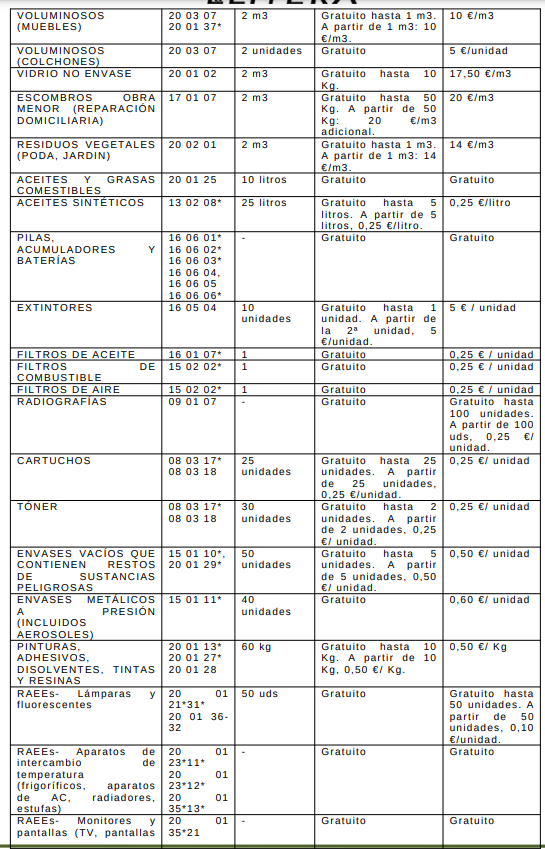 VOLUMINOSOS (MUEBLES) | 20 03 07 20 01 37* | 2 m3 | Gratuito hasta 1 m3. A partir de 1 m3: 10 €/m3. | 10 €/m3
VOLUMINOSOS (COLCHONES) | 20 03 07 | 2 unidades | Gratuito | 5 €/unidad
VIDRIO NO ENVASE | 20 01 02 | 2 m3 | Gratuito hasta 10 Kg. | 17,50 €/m3
ESCOMBROS OBRA MENOR (REPARACIÓN DOMICILIARIA) | 17 01 07 | 2 m3 | Gratuito hasta 50 Kg. A partir de 50 Kg: 20 €/m3 adicional. | 20 €/m3
RESIDUOS VEGETALES (PODA, JARDIN) | 20 02 01 | 2 m3 | Gratuito hasta 1 m3. A partir de 1 m3: 14 €/m3. | 14 €/m3
ACEITES Y GRASAS COMESTIBLES | 20 01 25 | 10 litros | Gratuito | Gratuito
ACEITES SINTÉTICOS | 13 02 08* | 25 litros | Gratuito hasta 5 litros. A partir de 5 litros, 0,25 €/litro. | 0,25 €/litro
PILAS, ACUMULADORES Y BATERÍAS | 16 06 01* 16 06 02* 16 06 03* 16 06 04, 16 06 05 16 06 06* | - | Gratuito | Gratuito
EXTINTORES | 16 05 04 | 10 unidades | Gratuito hasta 1 unidad. A partir de la 2ª unidad, 5 €/unidad. | 5 € / unidad
FILTROS DE ACEITE | 16 01 07* | 1 | Gratuito | 0,25 € / unidad
FILTROS DE COMBUSTIBLE | 15 02 02* | 1 | Gratuito | 0,25 € / unidad
FILTROS DE AIRE | 15 02 02* | 1 | Gratuito | 0,25 € / unidad
RADIOGRAFÍAS | 09 01 07 | - | Gratuito | Gratuito hasta 100 unidades. A partir de 100 uds, 0,25 €/ unidad.
CARTUCHOS | 08 03 17* 08 03 18 | 25 unidades | Gratuito hasta 25 unidades. A partir de 25 unidades, 0,25 €/unidad. | 0,25 €/ unidad
TÓNER | 08 03 17* 08 03 18 | 30 unidades | Gratuito hasta 2 unidades. A partir de 2 unidades, 0,25 €/ unidad. | 0,25 €/ unidad
ENVASES VACÍOS QUE CONTIENEN RESTOS DE SUSTANCIAS PELIGROSAS | 15 01 10*, 20 01 29* | 50 unidades | Gratuito hasta 5 unidades. A partir de 5 unidades, 0,50 €/ unidad. | 0,50 €/ unidad
ENVASES METÁLICOS A PRESIÓN (INCLUIDOS AEROSOLES) | 15 01 11* | 40 unidades | Gratuito | 0,60 €/ unidad
PINTURAS, ADHESIVOS, DISOLVENTES, TINTAS Y RESINAS | 20 01 13* 20 01 27* 20 01 28 | 60 kg | Gratuito hasta 10 Kg. A partir de 10 Kg, 0,50 €/ Kg. | 0,50 €/ Kg
RAEEs- Lámparas y fluorescentes | 20 01 21*31* 20 01 36-32 | 50 uds | Gratuito | Gratuito hasta 50 unidades. A partir de 50 unidades, 0,10 €/unidad.
RAEEs- Aparatos de intercambio de temperatura (frigoríficos, aparatos de AC, radiadores, estufas) | 20 01 23*11* 20 01 23*12* 20 01 35*13* | - | Gratuito | Gratuito
RAEEs- Monitores y pantallas (TV, pantallas | 20 01 35*21 | - | Gratuito | Gratuito